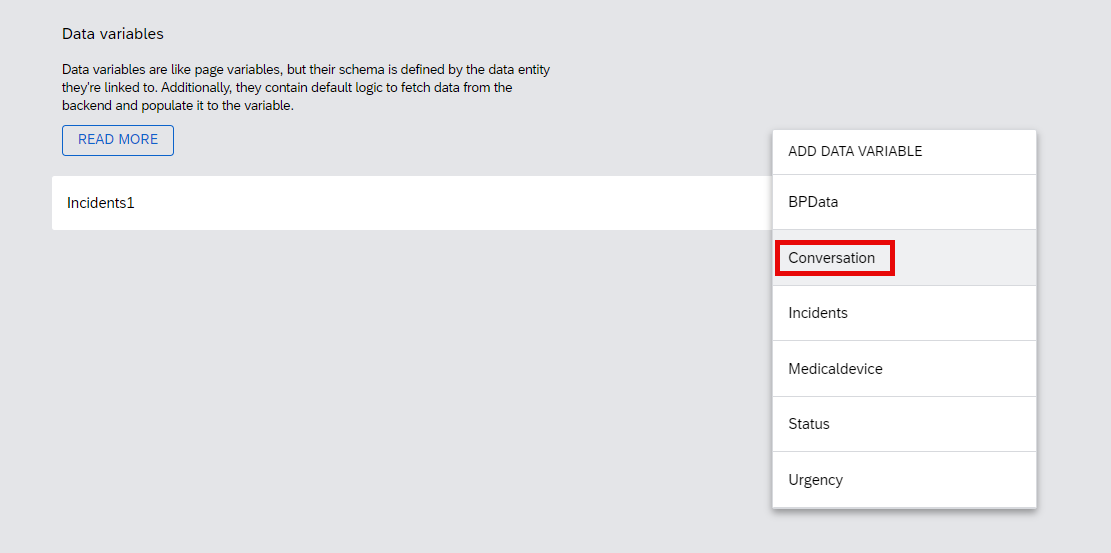 Data variables
Data variables are like page variables, but their schema is defined by the data entity
they're linked to. Additionally, they contain default logic to fetch data from the
backend and populate it to the variable.
READ MORE
Incidents1
ADD DATA VARIABLE
BPData
Conversation
Incidents
Medicaldevice
Status
Urgency